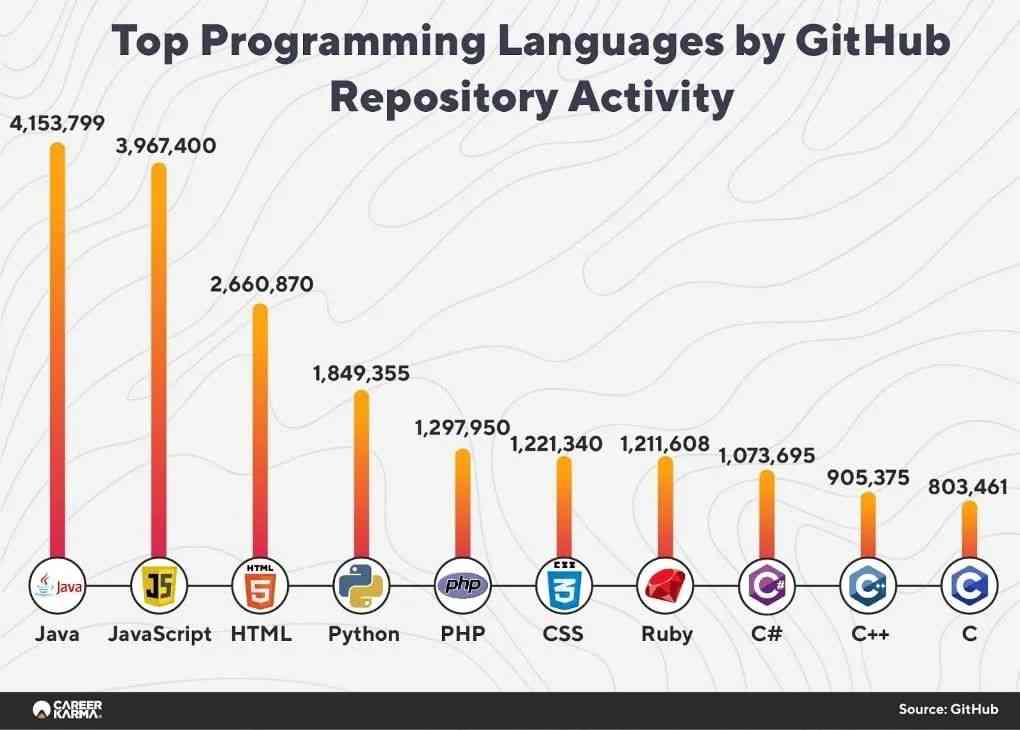 Top Programming Languages by GitHub
Repository Activity
4,153,799
3,967,400
2,660,870
1,849,355
1,297,950
1,221,340
1,211,608
1,073,695
905,375
803,461
Java
JS
HTML
5
php
CSS
3
C#
C++
C
Java JavaScript HTML Python PHP CSS Ruby C# C++ C
CAREER
KARMA
Source: GitHub